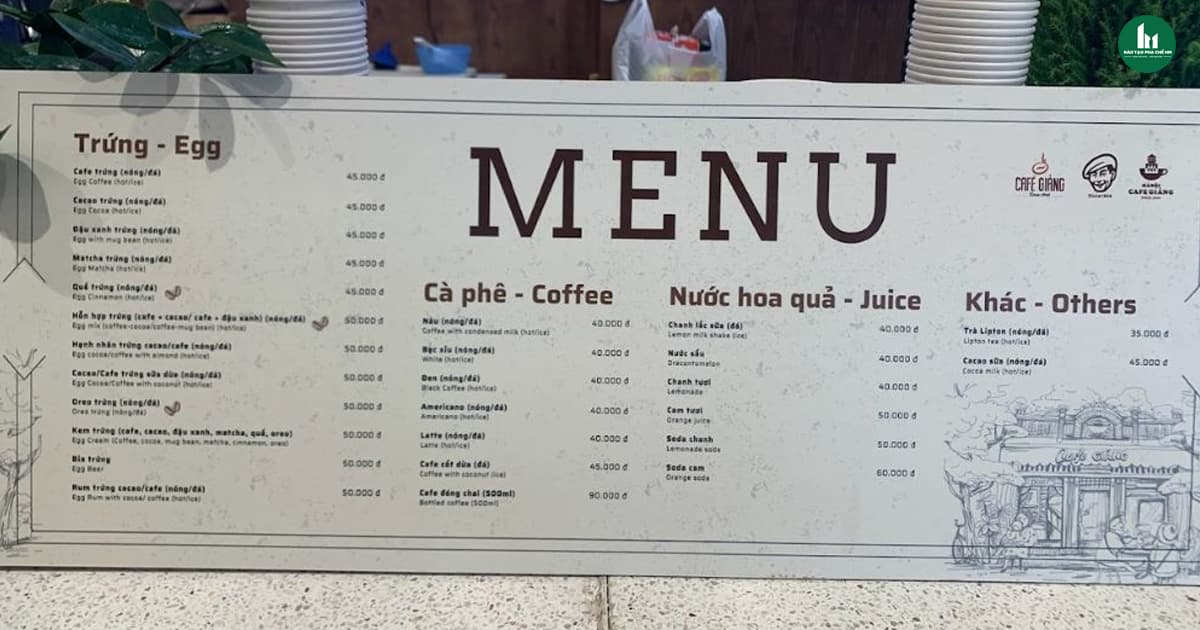 ĐÀO TẠO PHA CHẾ HM
MENU
CAFÉ GIẢNG
HANOI
CAFE GIẢNG
Trứng - Egg
Cafe trứng (nóng/đá) 45.000 đ
Egg Coffee (hot/ice)
Cacao trứng (nóng/đá) 45.000 đ
Egg Cocoa (hot/ice)
Đậu xanh trứng (nóng/đá) 45.000 đ
Egg with mug bean (hot/ice)
Matcha trứng (nóng/đá) 45.000 đ
Egg Matcha (hot/ice)
Quế trứng (nóng/đá) 45.000 đ
Egg Cinnamon (hot/ice)
Hỗn hợp trứng (cafe + cacao/ cafe + đậu xanh) (nóng/đá) 50.000 đ
Egg mix (coffee-cocoa/coffee-mug bean) (hot/ice)
Hạnh nhân trứng cacao/cafe (nóng/đá) 50.000 đ
Egg cocoa/coffee with almond (hot/ice)
Cacao/Cafe trứng sữa dừa (nóng/đá) 50.000 đ
Egg Cocoa/Coffee with coconut (hot/ice)
Oreo trứng (nóng/đá) 50.000 đ
Oreo trứng (nóng/đá)
Kem trứng (cafe, cacao, đậu xanh, matcha, quế, oreo) 50.000 đ
Egg Cream (Coffee, cocoa, mug bean, matcha, cinnamon, oreo)
Bia trứng 50.000 đ
Egg Beer
Rum trứng cacao/cafe (nóng/đá) 50.000 đ
Egg Rum with cocoa/ coffee (hot/ice)
Cà phê - Coffee
Nâu (nóng/đá) 40.000 đ
Coffee with condensed milk (hot/ice)
Bạc xỉu (nóng/đá) 40.000 đ
White (hot/ice)
Đen (nóng/đá) 40.000 đ
Black Coffee (hot/ice)
Americano (nóng/đá) 40.000 đ
Americano (hot/ice)
Latte (nóng/đá) 40.000 đ
Latte (hot/ice)
Cafe cốt dừa (đá) 45.000 đ
Coffee with coconut (ice)
Cafe đóng chai (500ml) 90.000 đ
Bottled coffee (500ml)
Nước hoa quả - Juice
Chanh lắc sữa (đá) 40.000 đ
Lemon milk shake (ice)
Nước sấu 40.000 đ
Dracontomelon
Chanh tươi 40.000 đ
Lemonade
Cam tươi 50.000 đ
Orange juice
Soda chanh 50.000 đ
Lemonade soda
Soda cam 60.000 đ
Orange soda
Khác - Others
Trà Lipton (nóng/đá) 35.000 đ
Lipton tea (hot/ice)
Cacao sữa (nóng/đá) 45.000 đ
Cocoa milk (hot/ice)
Café GIẢNG